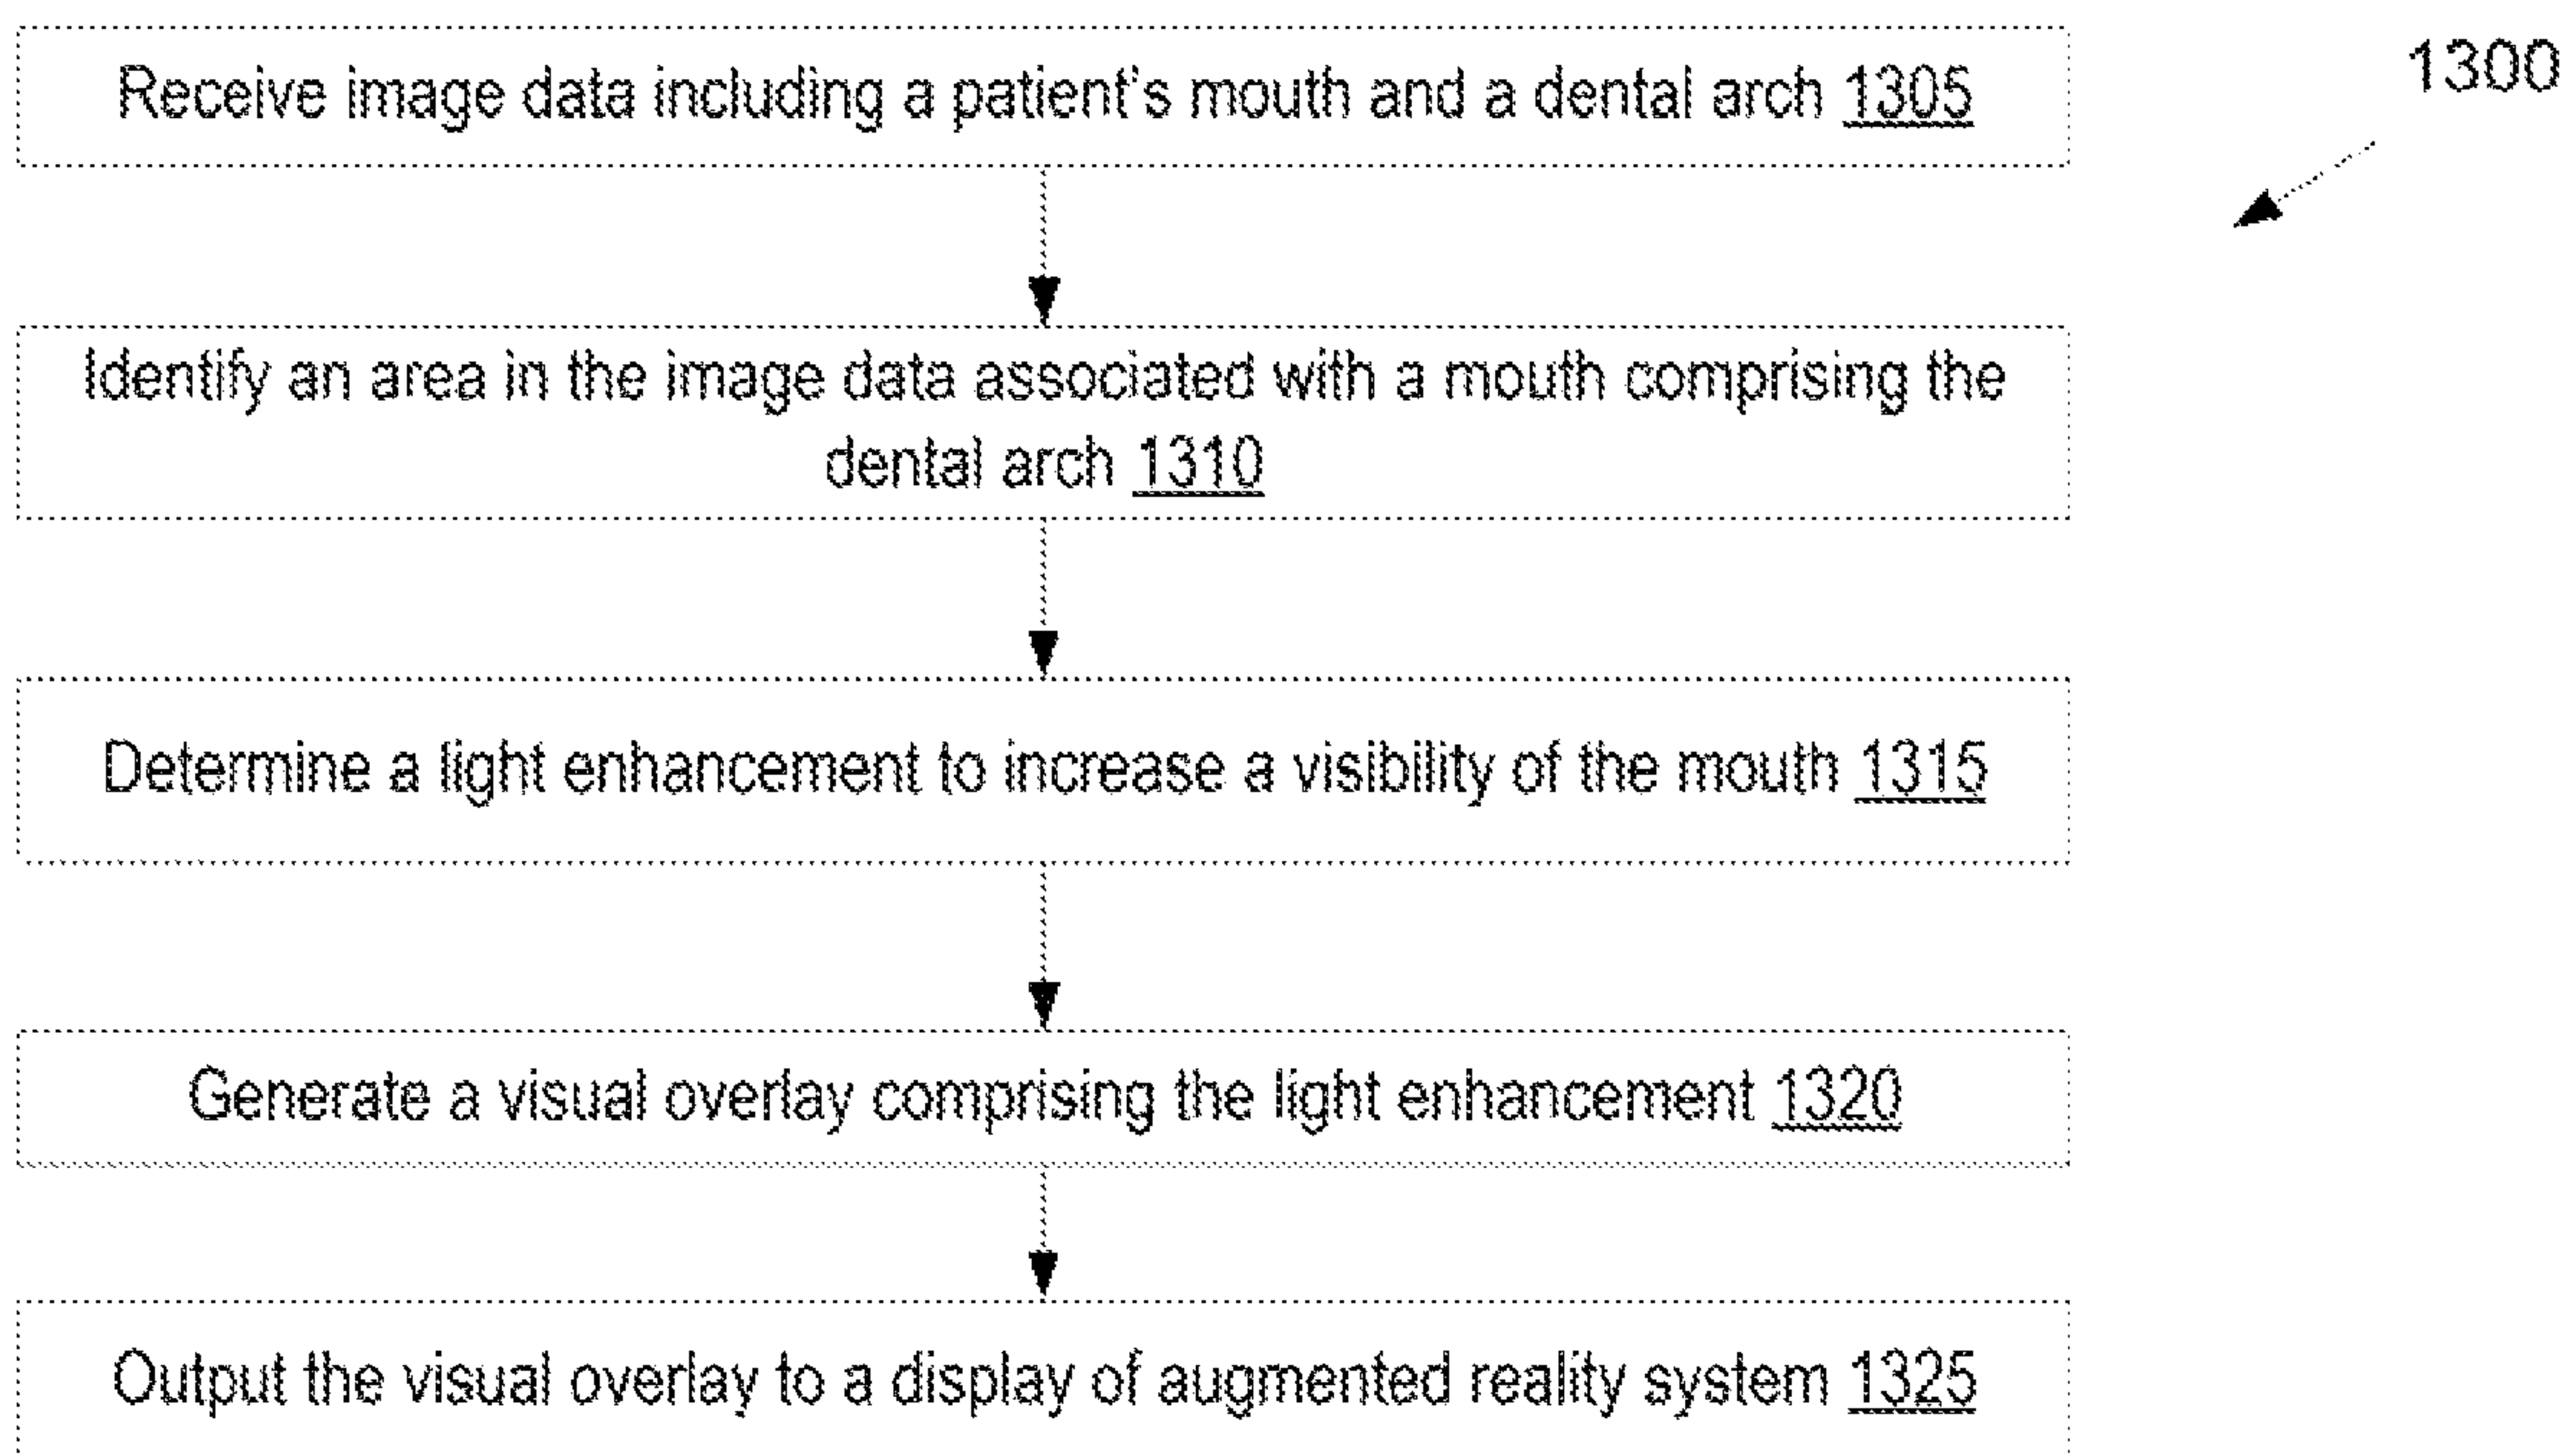 Receive image data including a patient's mouth and a dental arch 1305
1300
Identify an area in the image data associated with a mouth comprising the
dental arch 1310
Determine a light enhancement to increase a visibility of the mouth 1315
Generate a visual overlay comprising the light enhancement 1320
Output the visual overlay to a display of augmented reality system 1325